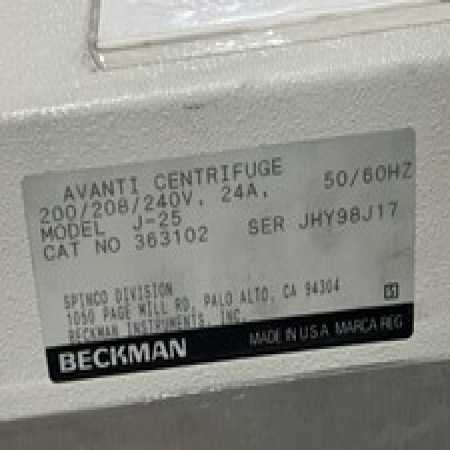 AVANTI CENTRIFUGE
200/208/240V, 24A, 50/60HZ
MODEL J-25
CAT NO 363102 SER JHY98J17
SPINCO DIVISION
1050 PAGE MILL RD, PALO ALTO, CA 94304
BECKMAN INSTRUMENTS, INC.
BECKMAN MADE IN U.S.A. MARCA REG